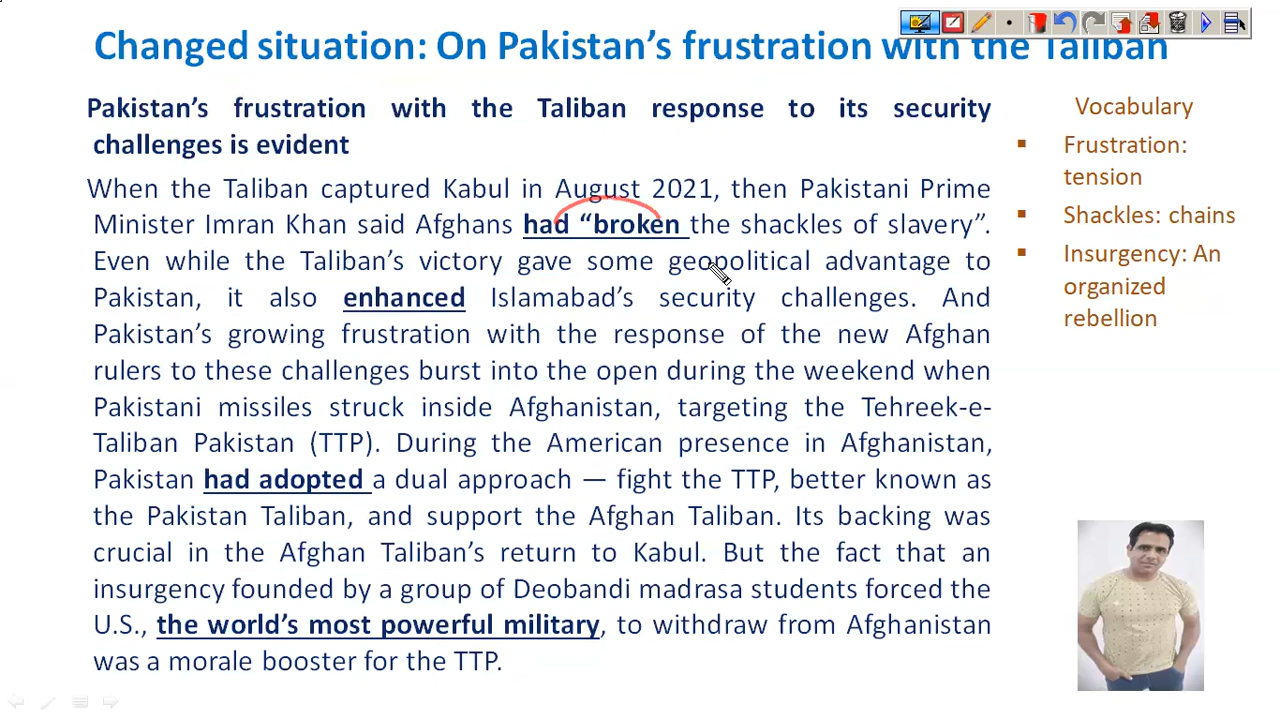 Changed situation: On Pakistan's frustration with the Taliban
Pakistan's frustration with the Taliban response to its security
challenges is evident
When the Taliban captured Kabul in August 2021, then Pakistani Prime
Minister Imran Khan said Afghans had “broken the shackles of slavery”.
Even while the Taliban's victory gave some geopolitical advantage to
Pakistan, it also enhanced Islamabad's security challenges. And
Pakistan's growing frustration with the response of the new Afghan
rulers to these challenges burst into the open during the weekend when
Pakistani missiles struck inside Afghanistan, targeting the Tehreek-e-
Taliban Pakistan (TTP). During the American presence in Afghanistan,
Pakistan had adopted a dual approach — fight the TTP, better known as
the Pakistan Taliban, and support the Afghan Taliban. Its backing was
crucial in the Afghan Taliban's return to Kabul. But the fact that an
insurgency founded by a group of Deobandi madrasa students forced the
U.S., the world's most powerful military, to withdraw from Afghanistan
was a morale booster for the TTP.
Vocabulary
▪ Frustration:
tension
▪ Shackles: chains
▪ Insurgency: An
organized
rebellion